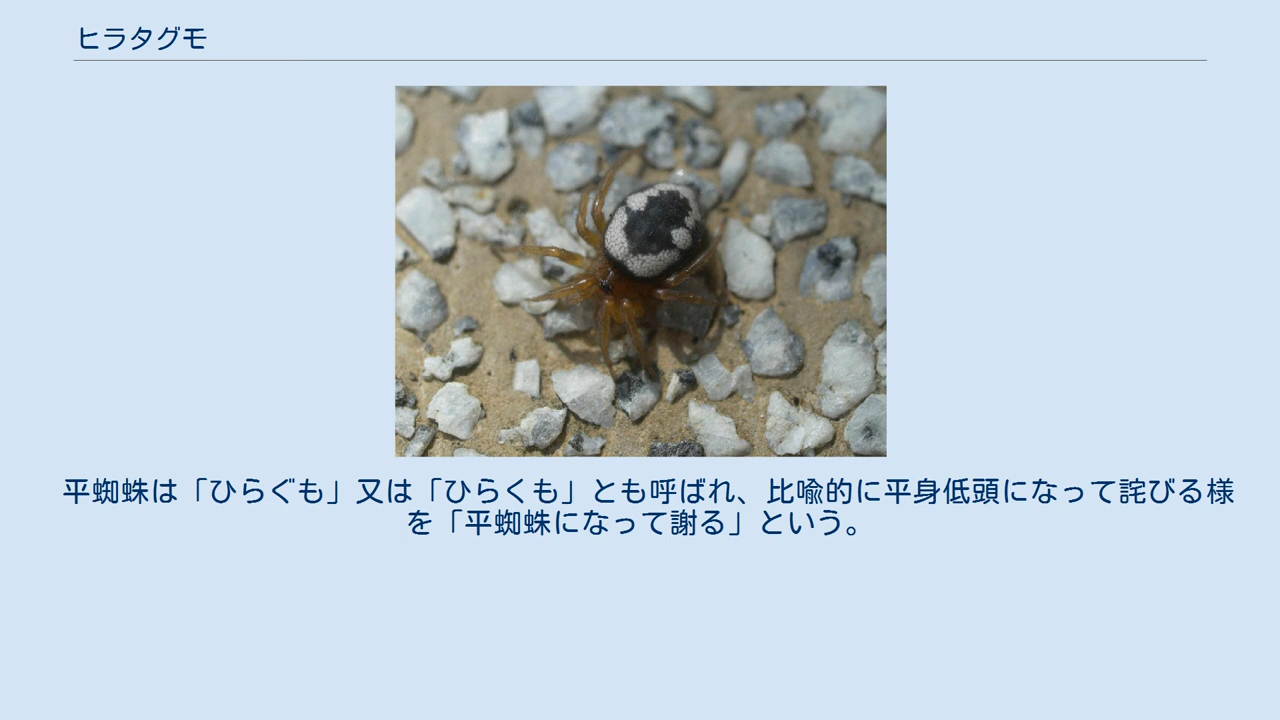 ヒラタグモ
平蜘蛛は「ひらぐも」又は「ひらくも」とも呼ばれ、比喩的に平身低頭になって詫びる様
を「平蜘蛛になって謝る」という。